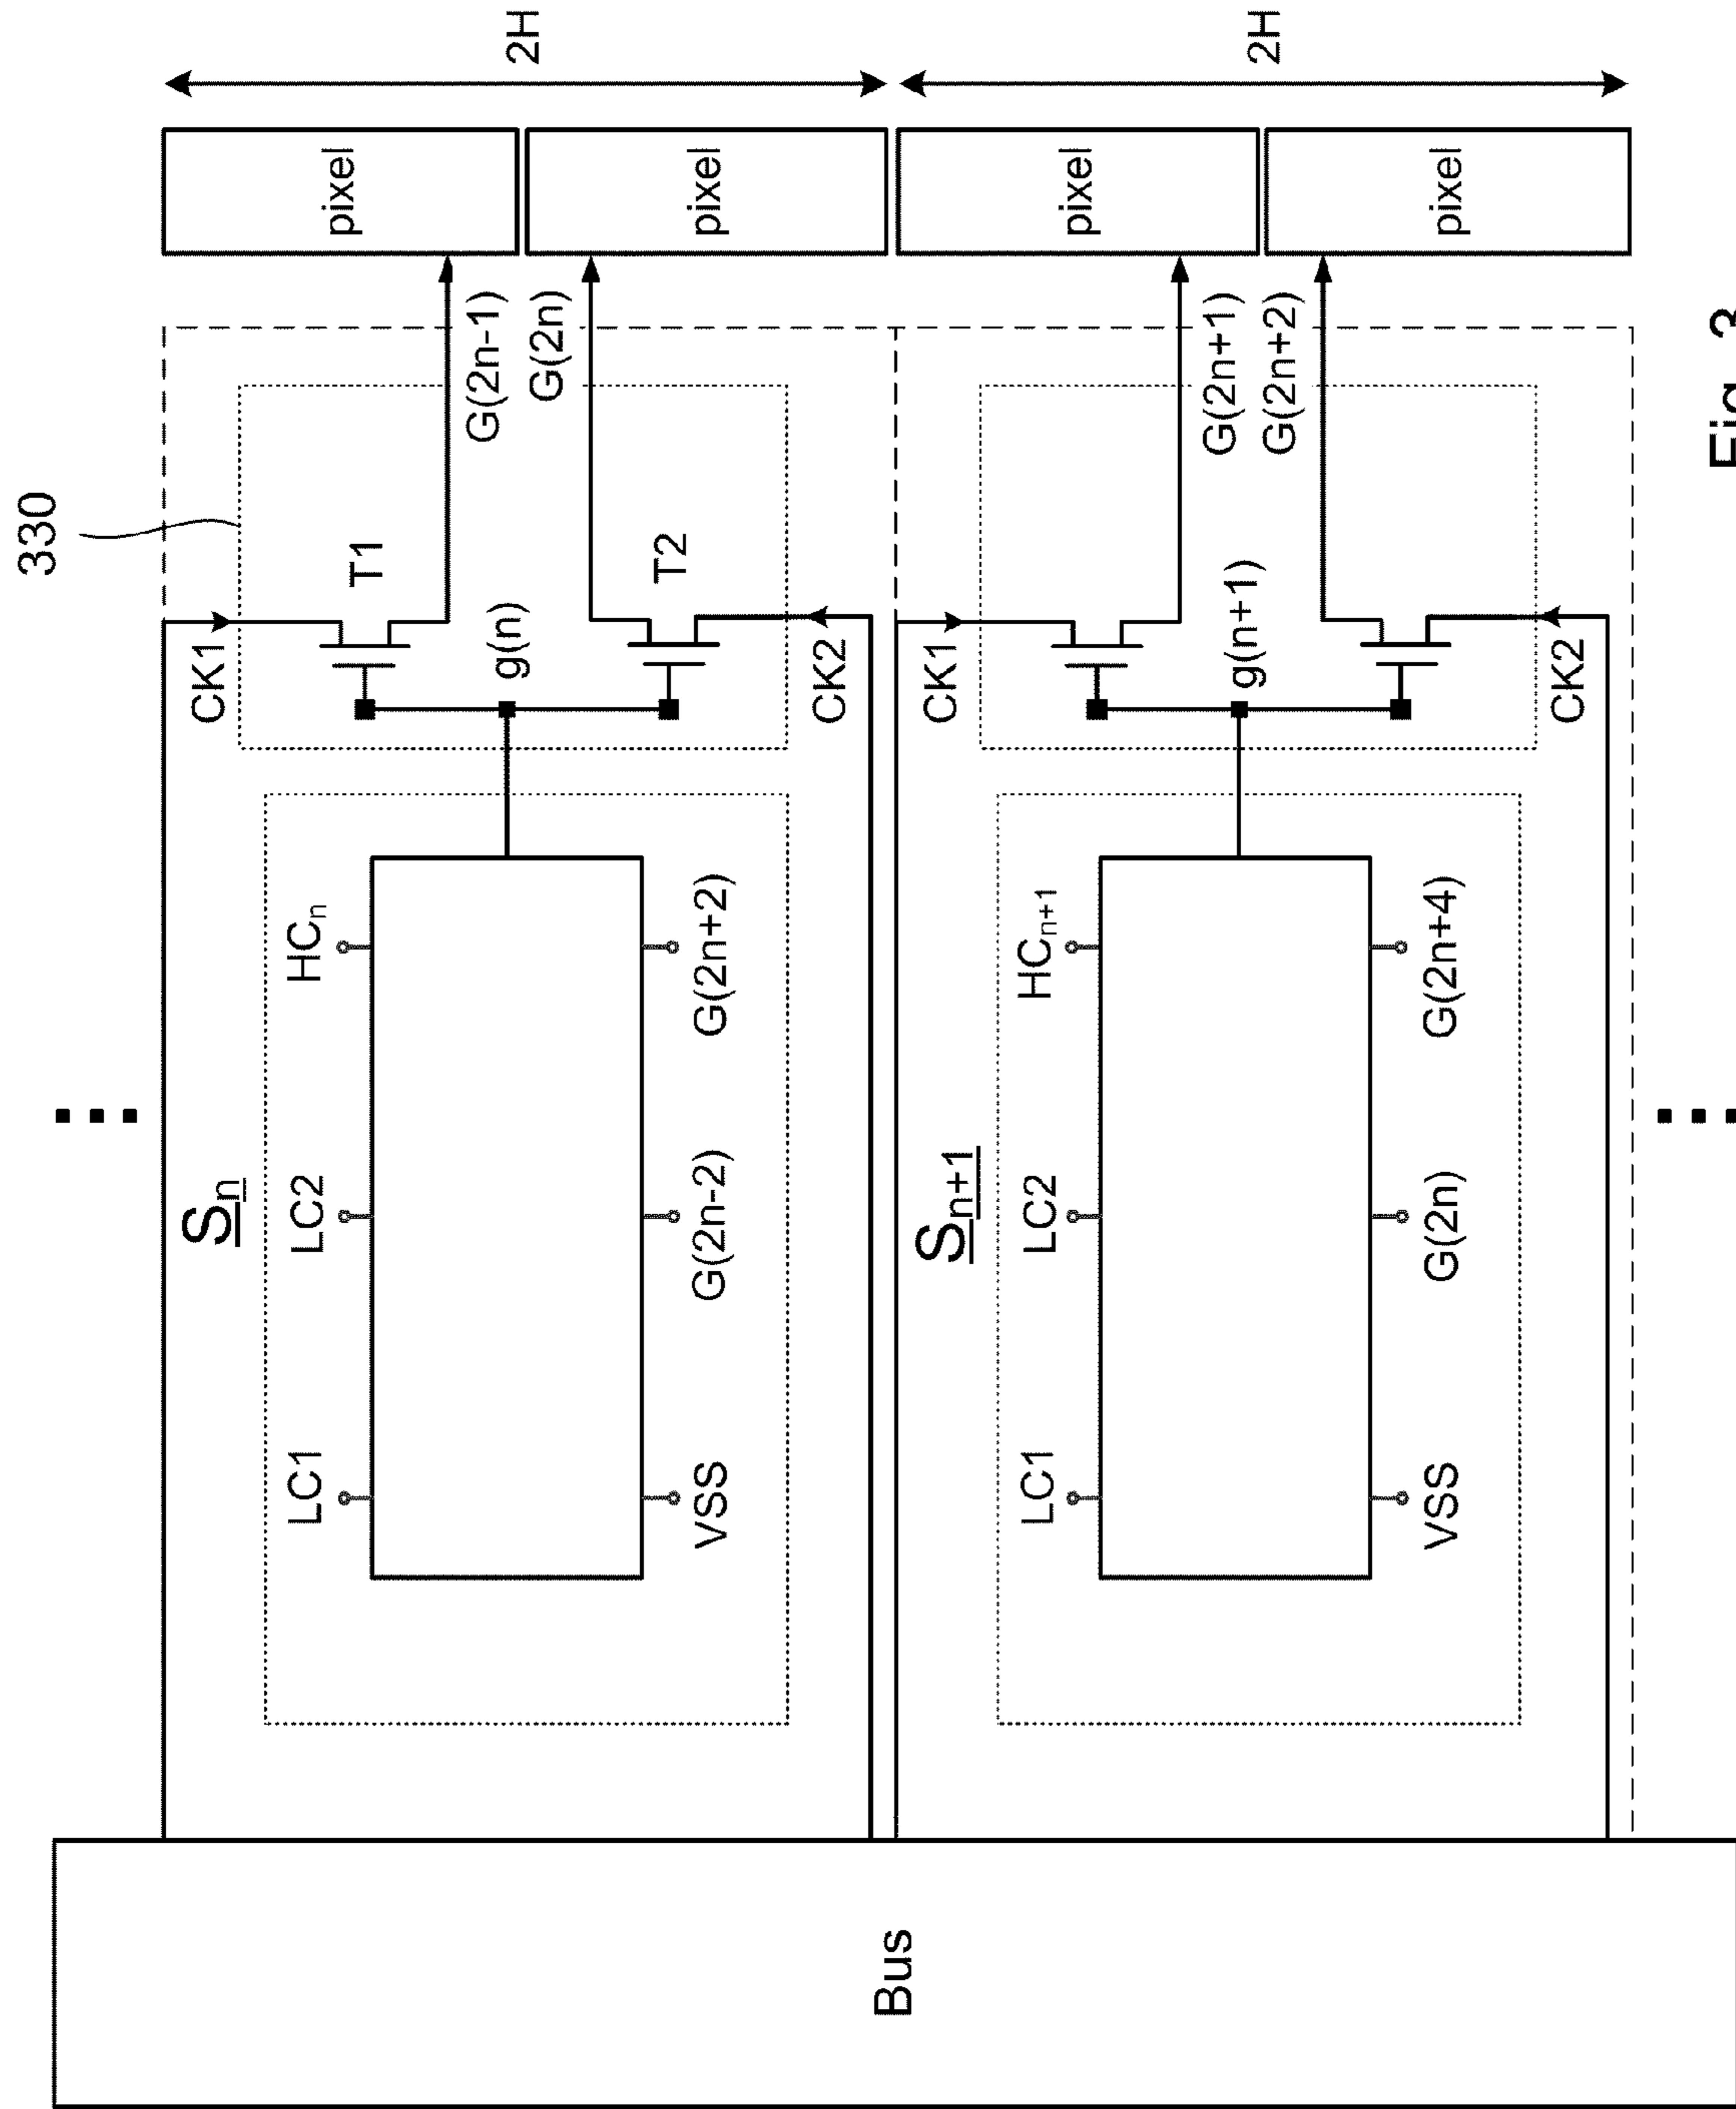 330
2H
2H
pixel
pixel
pixel
pixel
G(2n-1)
G(2n)
G(2n+1)
G(2n+2)
CK1
T1
g(n)
T2
CK2
CK1
g(n+1)
CK2
Sn
LC1
LC2
HCn
VSS
G(2n-2)
G(2n+2)
Sn+1
LC1
LC2
HCn+1
VSS
G(2n)
G(2n+4)
Bus
Fig. 3